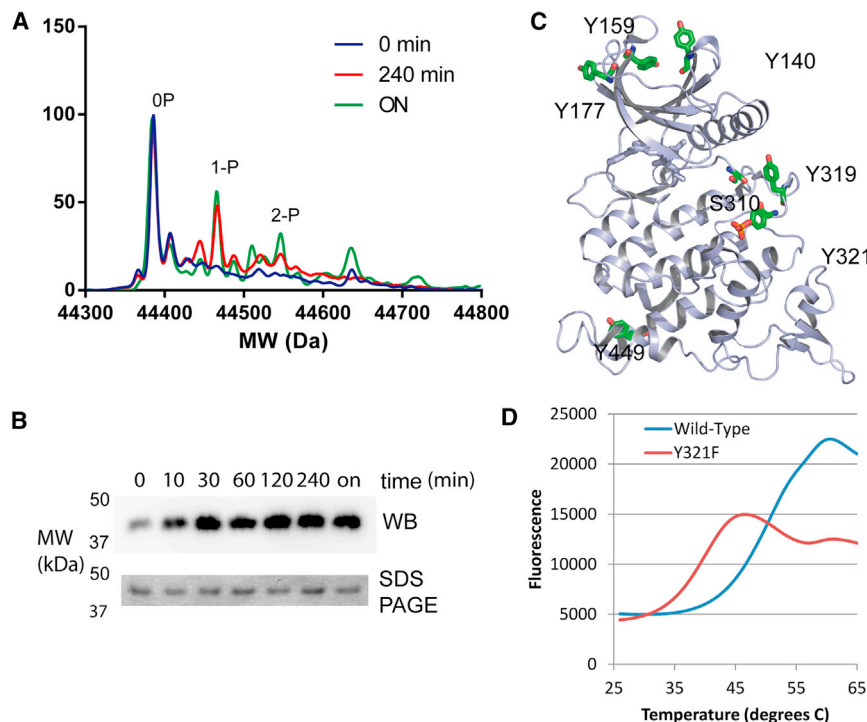 A
150
100
50
0
0 min
240 min
ON
0P
1-P
2-P
44300
44400
44500
44600
44700
44800
MW (Da)
B
0 10 30 60 120 240 on time (min)
50
WB
MW
(kDa)
37
50
SDS
PAGE
37
C
Y159
Y140
Y177
Y319
S310
Y321
Y449
D
25000
20000
15000
10000
5000
0
Wild-Type
Y321F
Fluorescence
25 35 45 55 65
Temperature (degrees C)